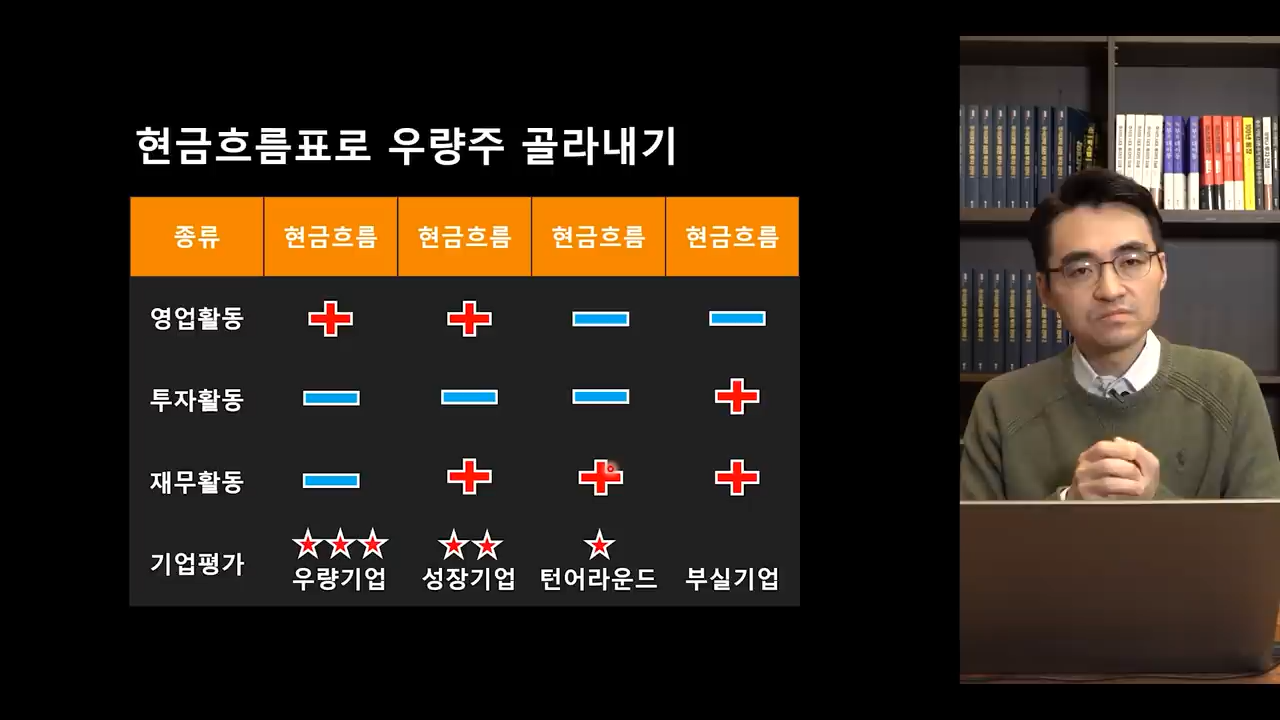 현금흐름표로 우량주 골라내기
종류 현금흐름 현금흐름 현금흐름 현금흐름
영업활동 + + - -
투자활동 - - - +
재무활동 - + + +
기업평가 ★★★ ★★ ★
우량기업 성장기업 턴어라운드 부실기업